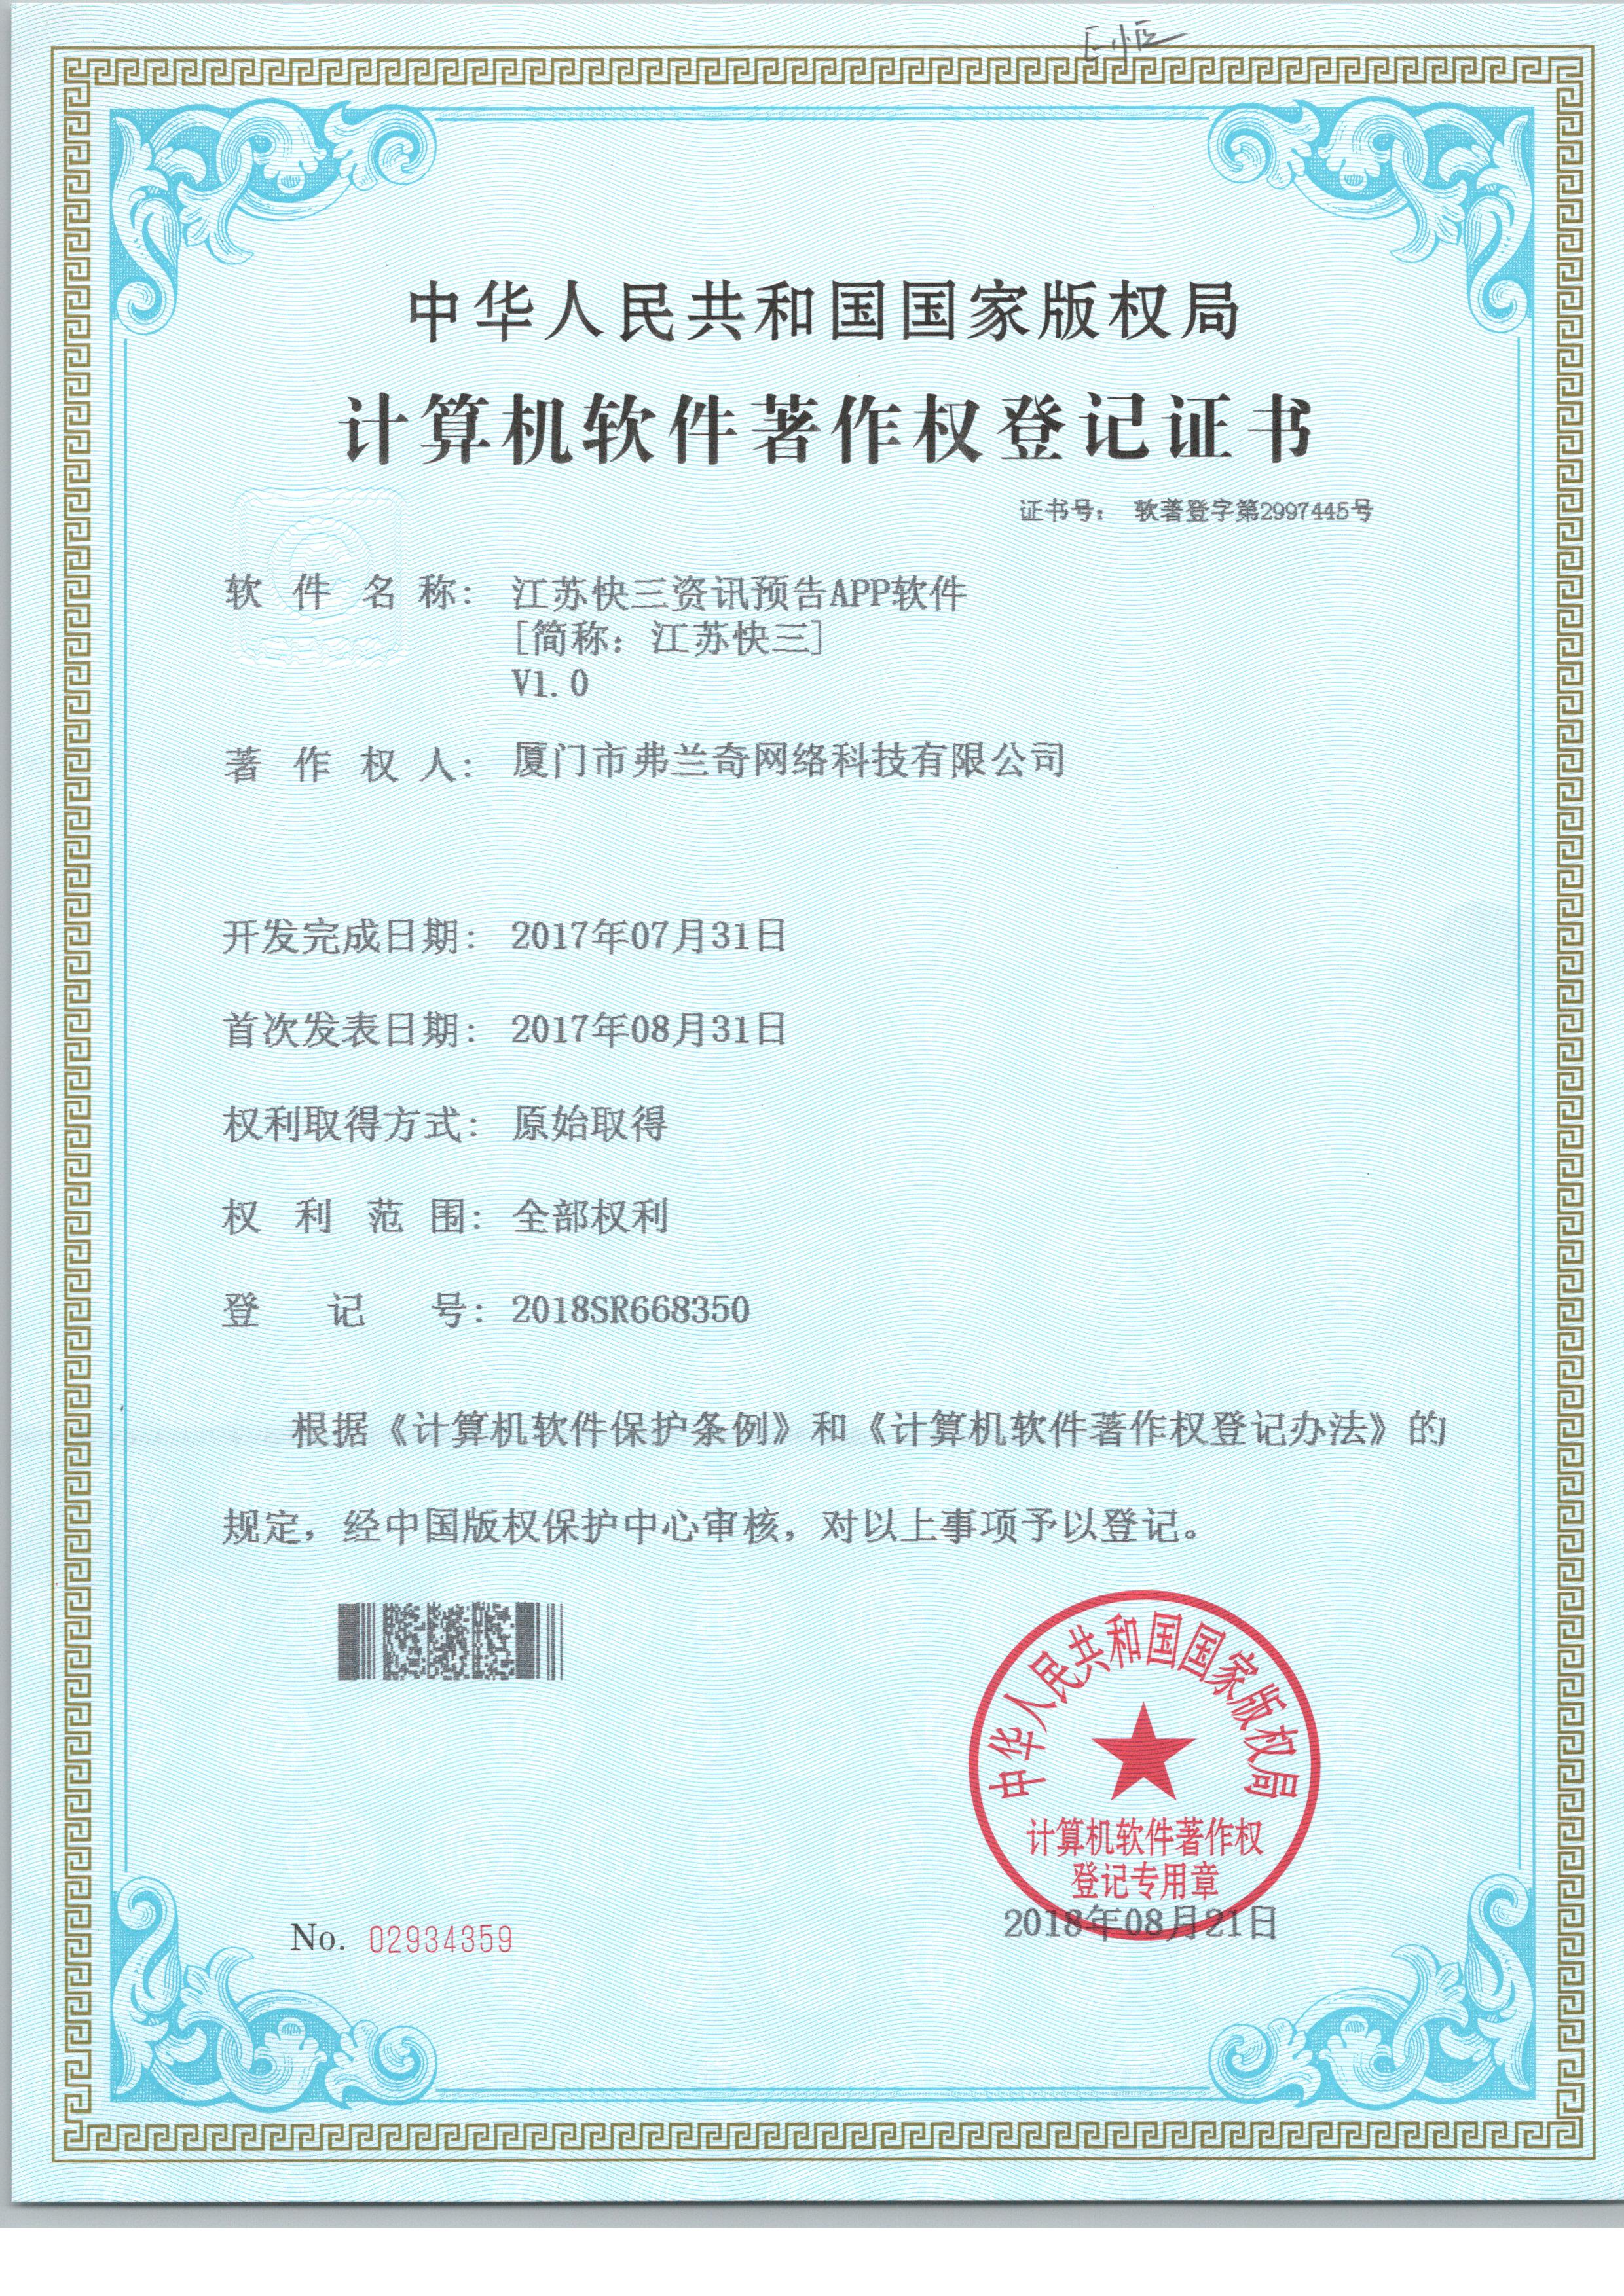 中华人民共和国国家版权局
计算机软件著作权登记证书
证书号： 软著登字第2997445号
软件名称： 江苏快三资讯预告APP软件
[简称：江苏快三]
V1.0
著作权人： 厦门市弗兰奇网络科技有限公司
开发完成日期： 2017年07月31日
首次发表日期： 2017年08月31日
权利取得方式： 原始取得
权利范围： 全部权利
登记号： 2018SR668350
根据《计算机软件保护条例》和《计算机软件著作权登记办法》的
规定，经中国版权保护中心审核，对以上事项予以登记。
中华人民共和国国家版权局
计算机软件著作权
登记专用章
2018年08月21日
No. 02934359